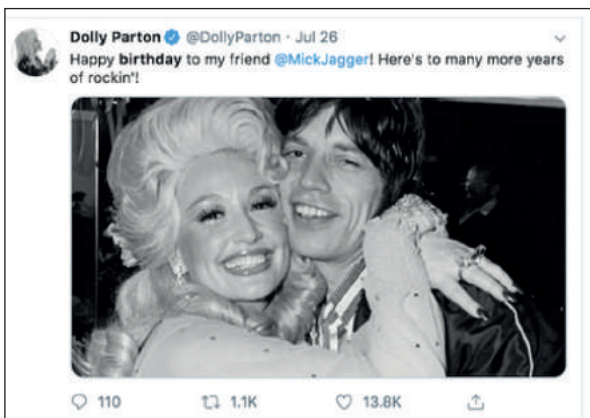 Dolly Parton @DollyParton · Jul 26
Happy birthday to my friend @MickJagger! Here's to many more years
of rockin'!
110 1.1K 13.8K